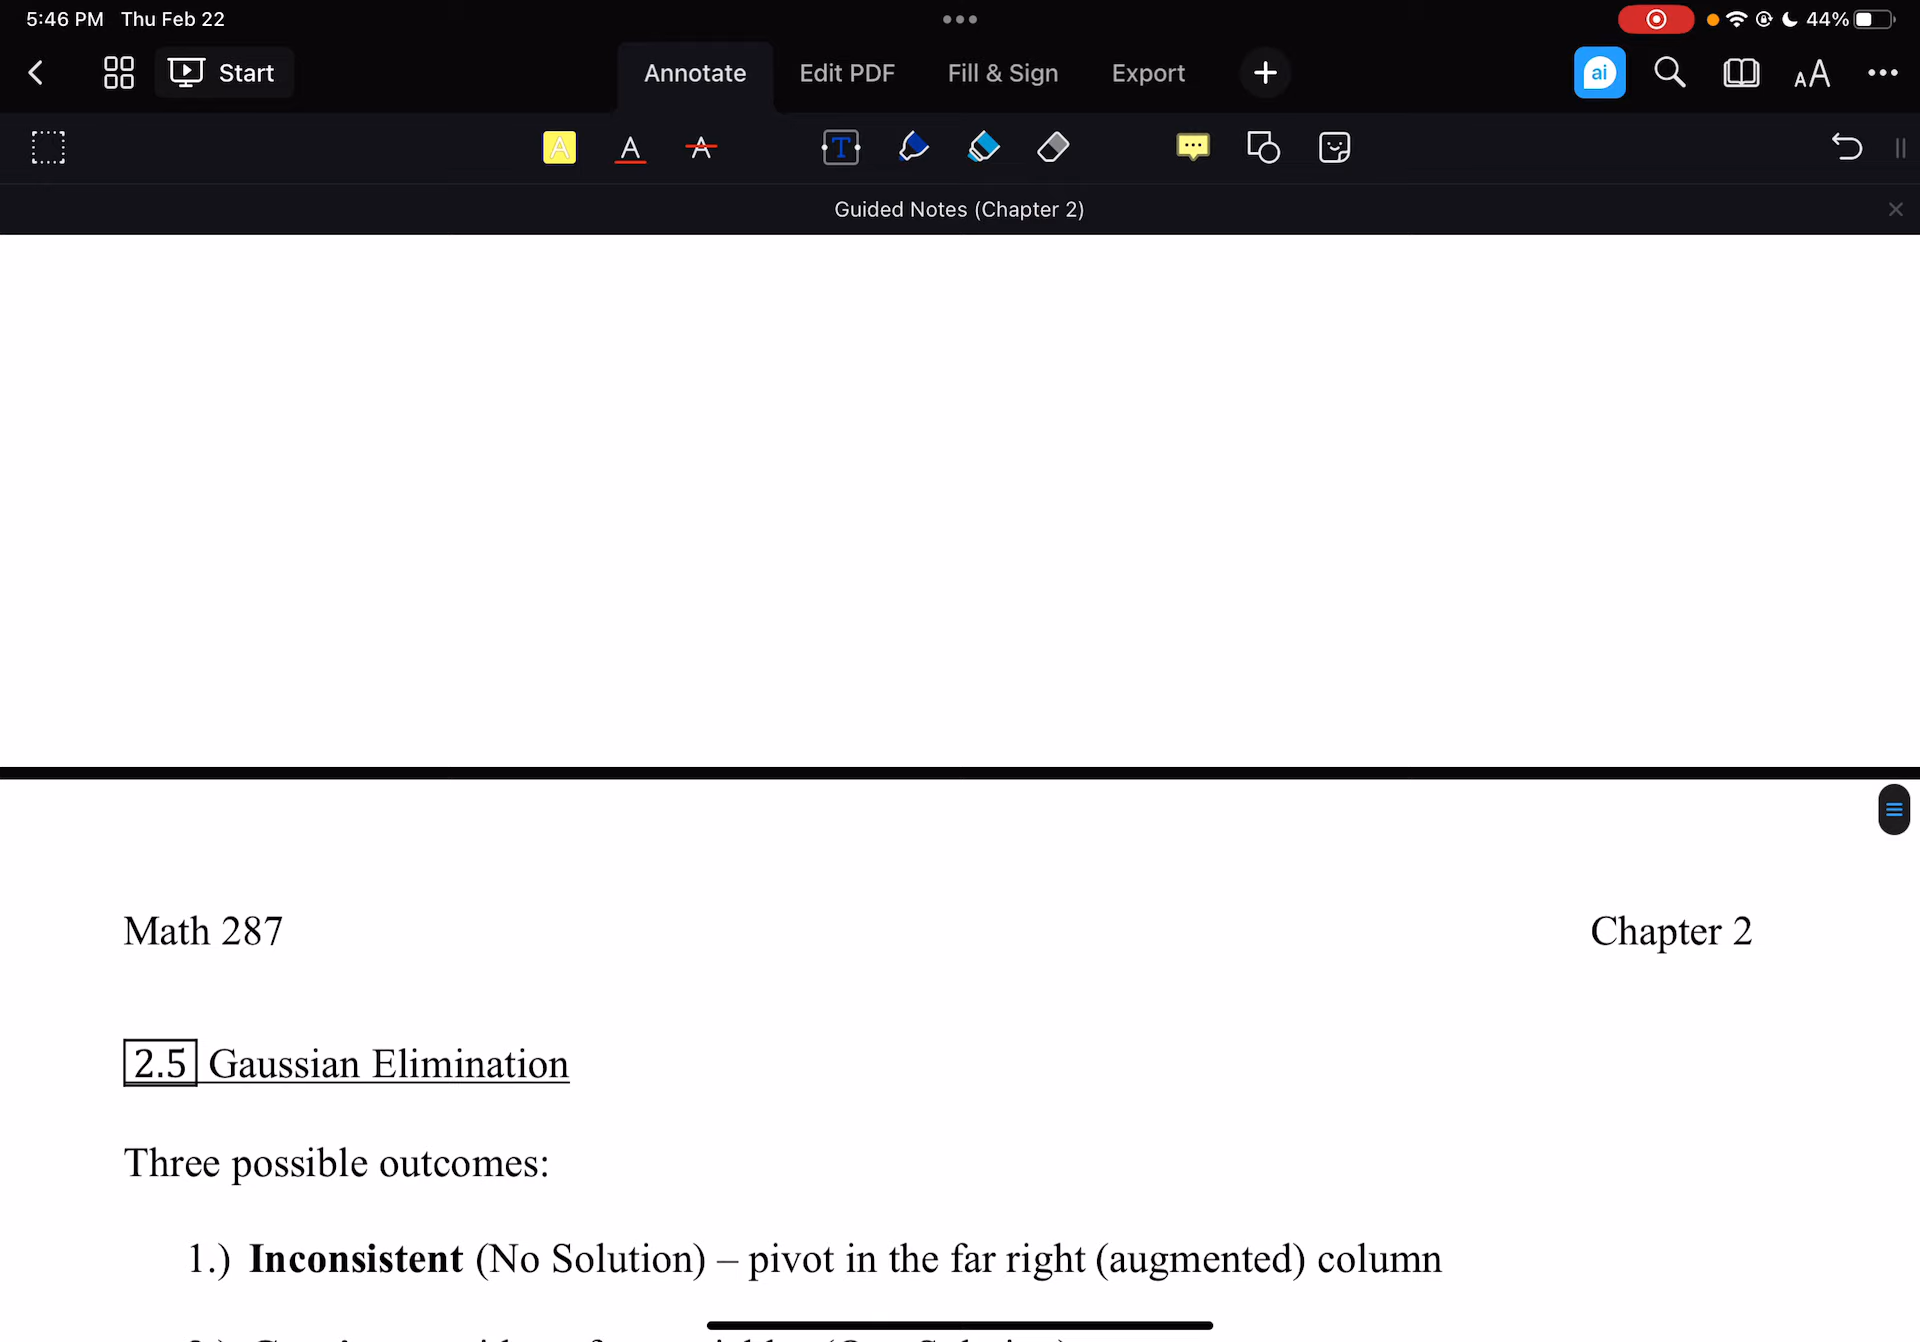 5:46 PM Thu Feb 22
44%
Start
Annotate
Edit PDF
Fill & Sign
Export
ai
AA
A
A
A
T
Guided Notes (Chapter 2)
Math 287
Chapter 2
2.5 Gaussian Elimination
Three possible outcomes:
1.) Inconsistent (No Solution) – pivot in the far right (augmented) column